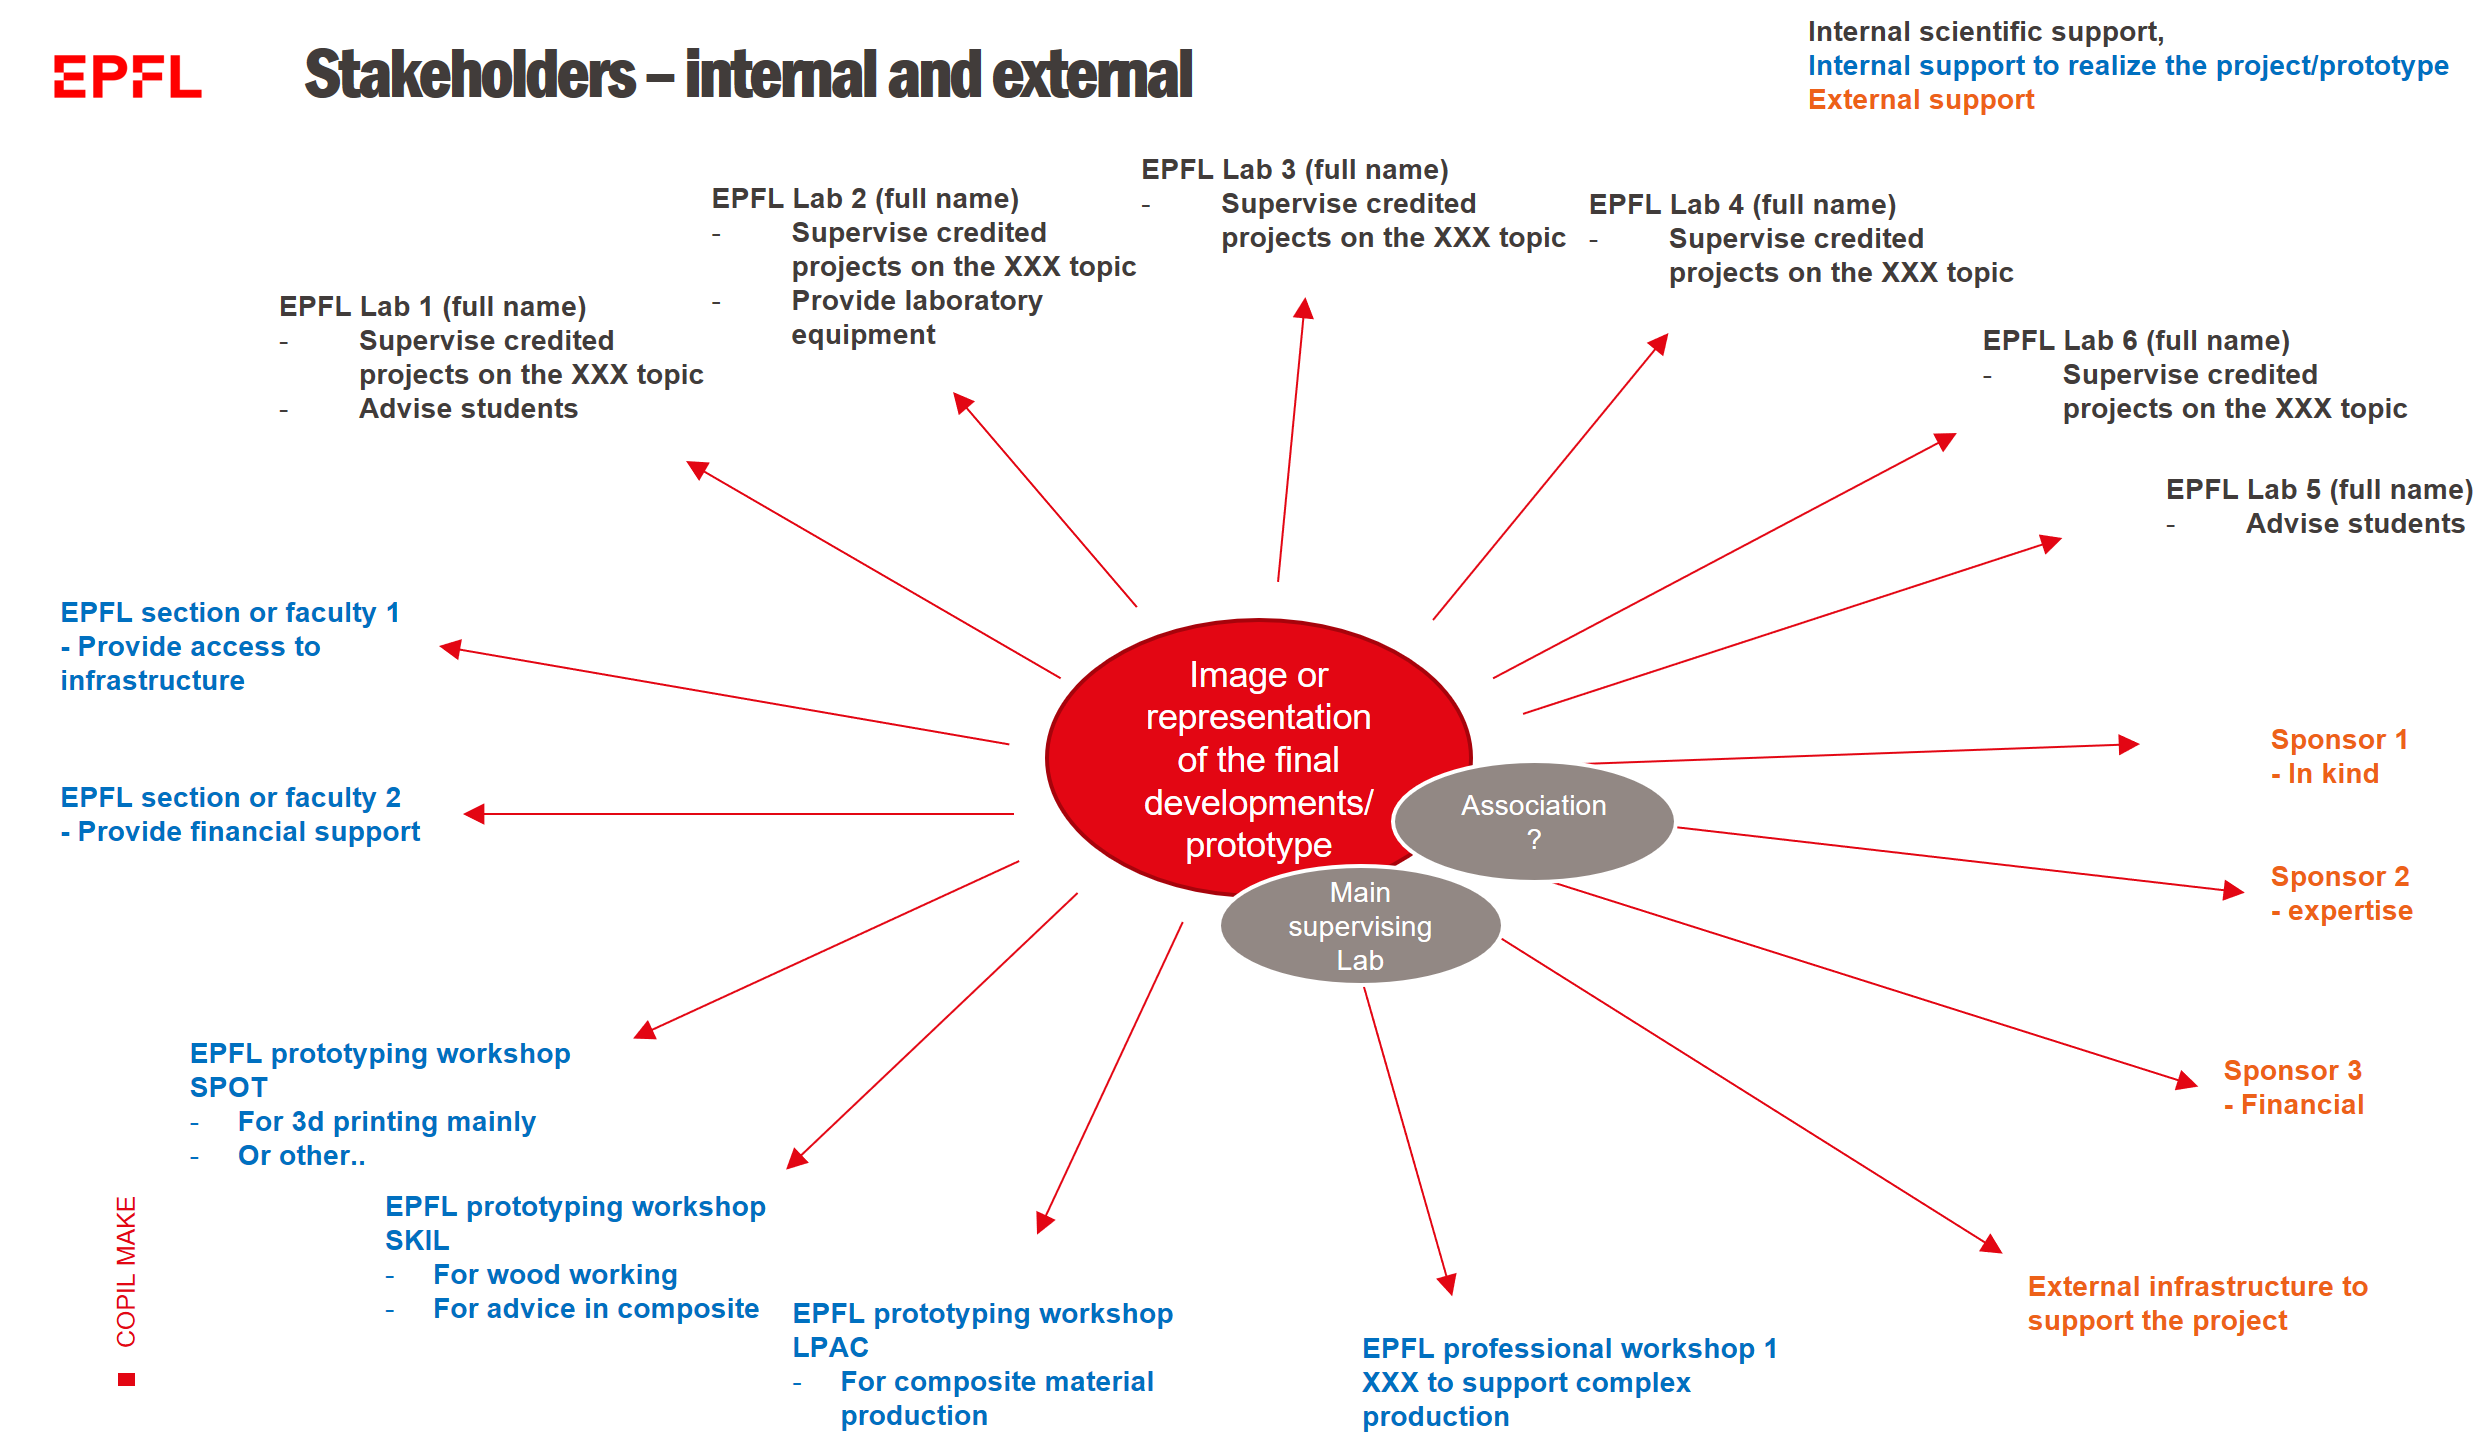 EPFL
Stakeholders – internal and external
Internal scientific support,
Internal support to realize the project/prototype
External support
EPFL Lab 1 (full name)
- Supervise credited
projects on the XXX topic
- Advise students
EPFL Lab 2 (full name)
- Supervise credited
projects on the XXX topic
- Provide laboratory
equipment
EPFL Lab 3 (full name)
- Supervise credited
projects on the XXX topic
EPFL Lab 4 (full name)
- Supervise credited
projects on the XXX topic
EPFL Lab 6 (full name)
- Supervise credited
projects on the XXX topic
EPFL Lab 5 (full name)
- Advise students
EPFL section or faculty 1
- Provide access to
infrastructure
EPFL section or faculty 2
- Provide financial support
Image or
representation
of the final
developments/
prototype
Association
?
Main
supervising
Lab
Sponsor 1
- In kind
Sponsor 2
- expertise
Sponsor 3
- Financial
External infrastructure to
support the project
EPFL prototyping workshop
SPOT
- For 3d printing mainly
- Or other..
EPFL prototyping workshop
SKIL
- For wood working
- For advice in composite
EPFL prototyping workshop
LPAC
- For composite material
production
EPFL professional workshop 1
XXX to support complex
production
COPIL MAKE